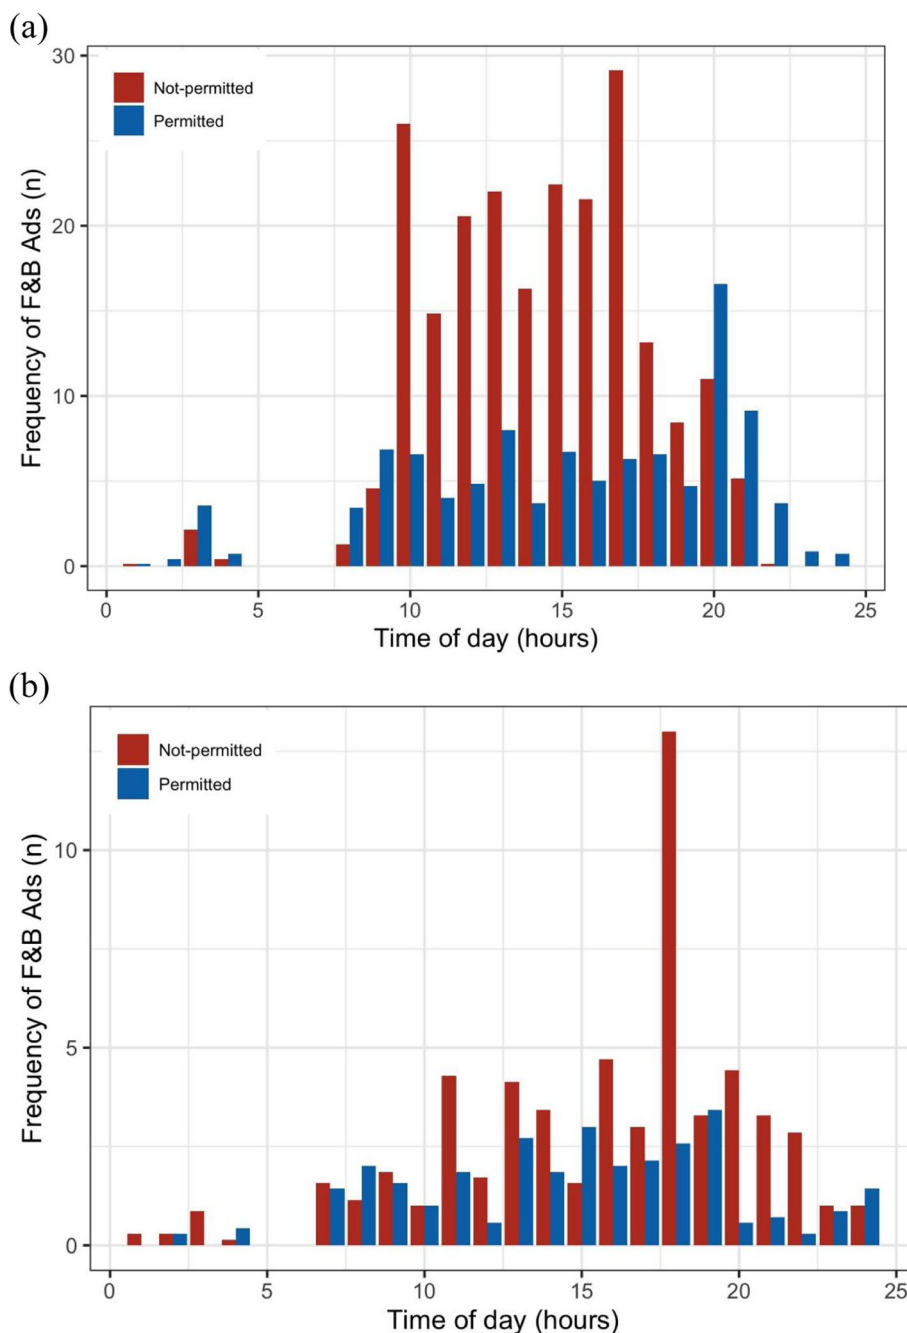 (a)
Frequency of F&B Ads (n)
30
20
10
0
Not-permitted
Permitted
0 5 10 15 20 25
Time of day (hours)
(b)
Frequency of F&B Ads (n)
10
5
0
Not-permitted
Permitted
0 5 10 15 20 25
Time of day (hours)